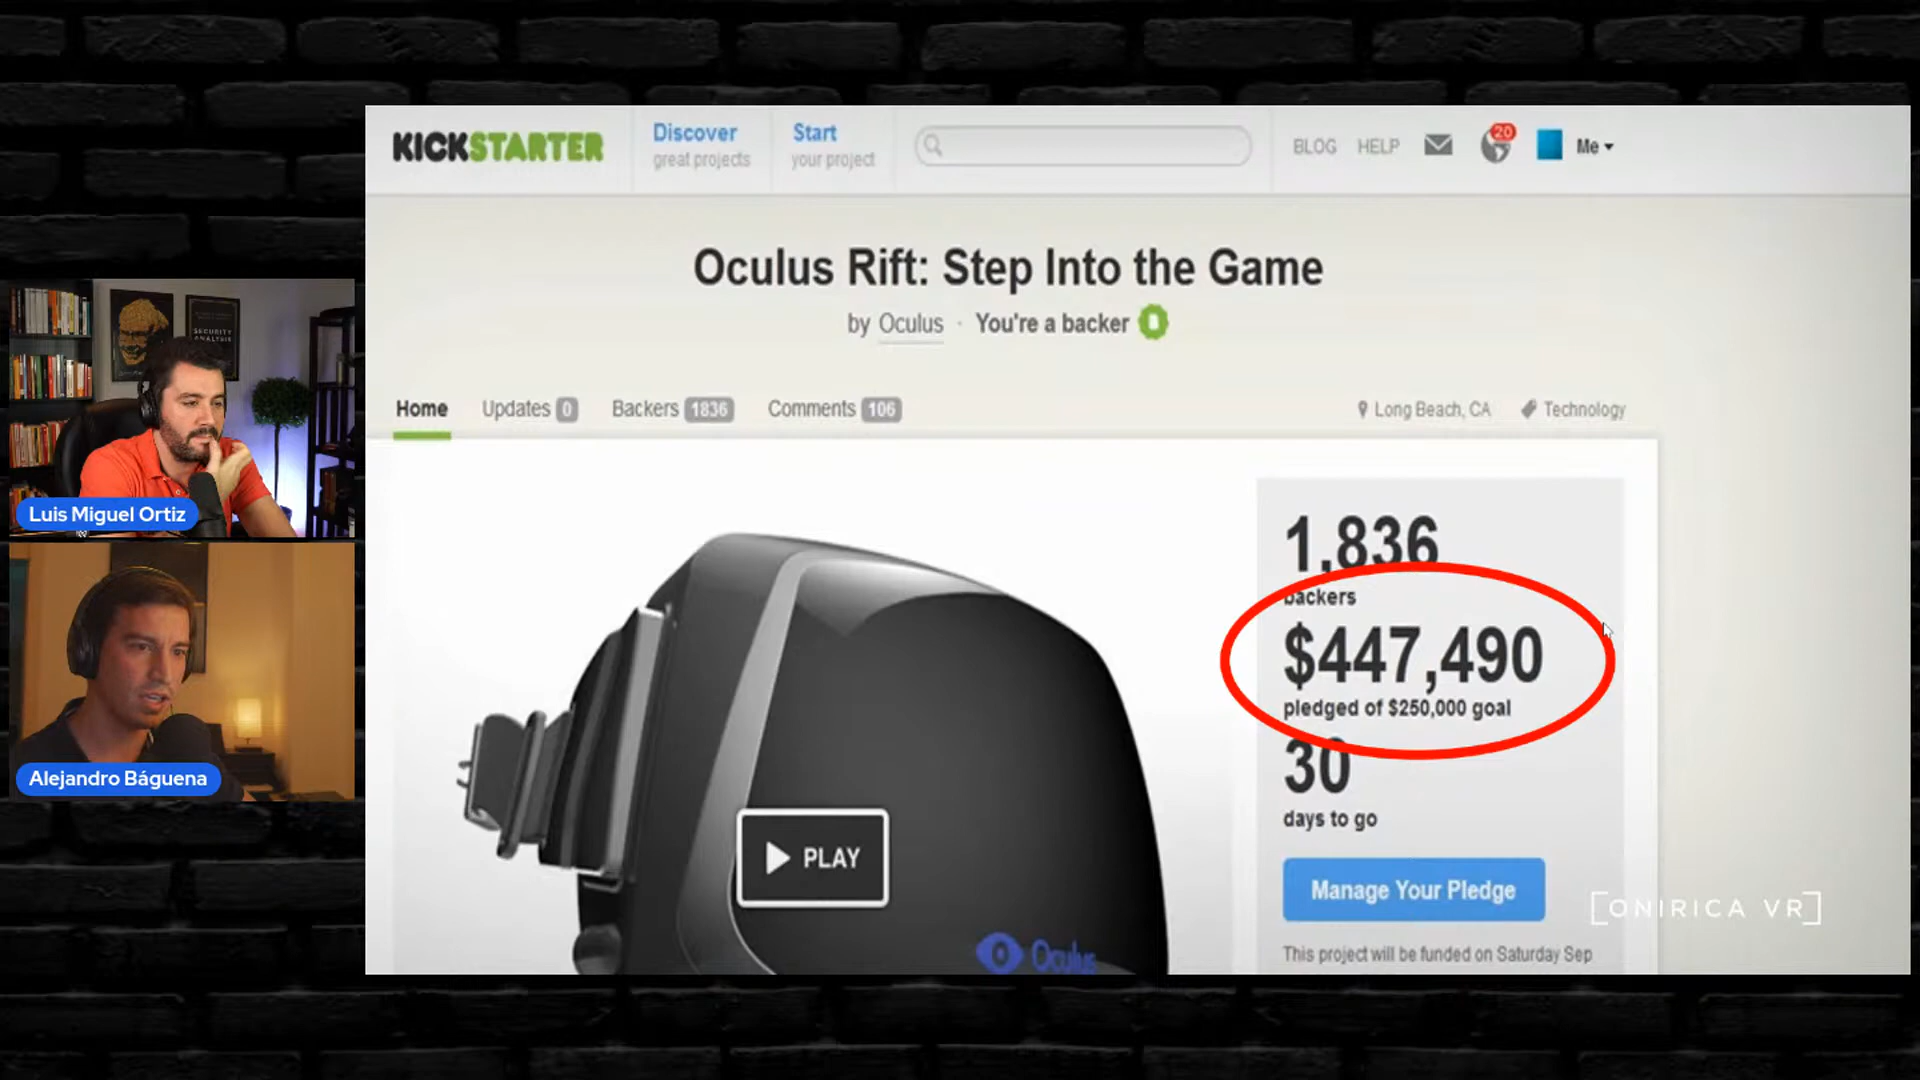 KICKSTARTER
Discover
great projects
Start
your project
BLOG HELP
20
Me
Oculus Rift: Step Into the Game
by Oculus · You're a backer
Home
Updates 0
Backers 1836
Comments 106
Long Beach, CA
Technology
1,836
backers
$447,490
pledged of $250,000 goal
30
days to go
PLAY
Manage Your Pledge
[ONIRICA VR]
Oculus
This project will be funded on Saturday Sep
SECURITY
ANALYSIS
Luis Miguel Ortiz
Alejandro Báguena